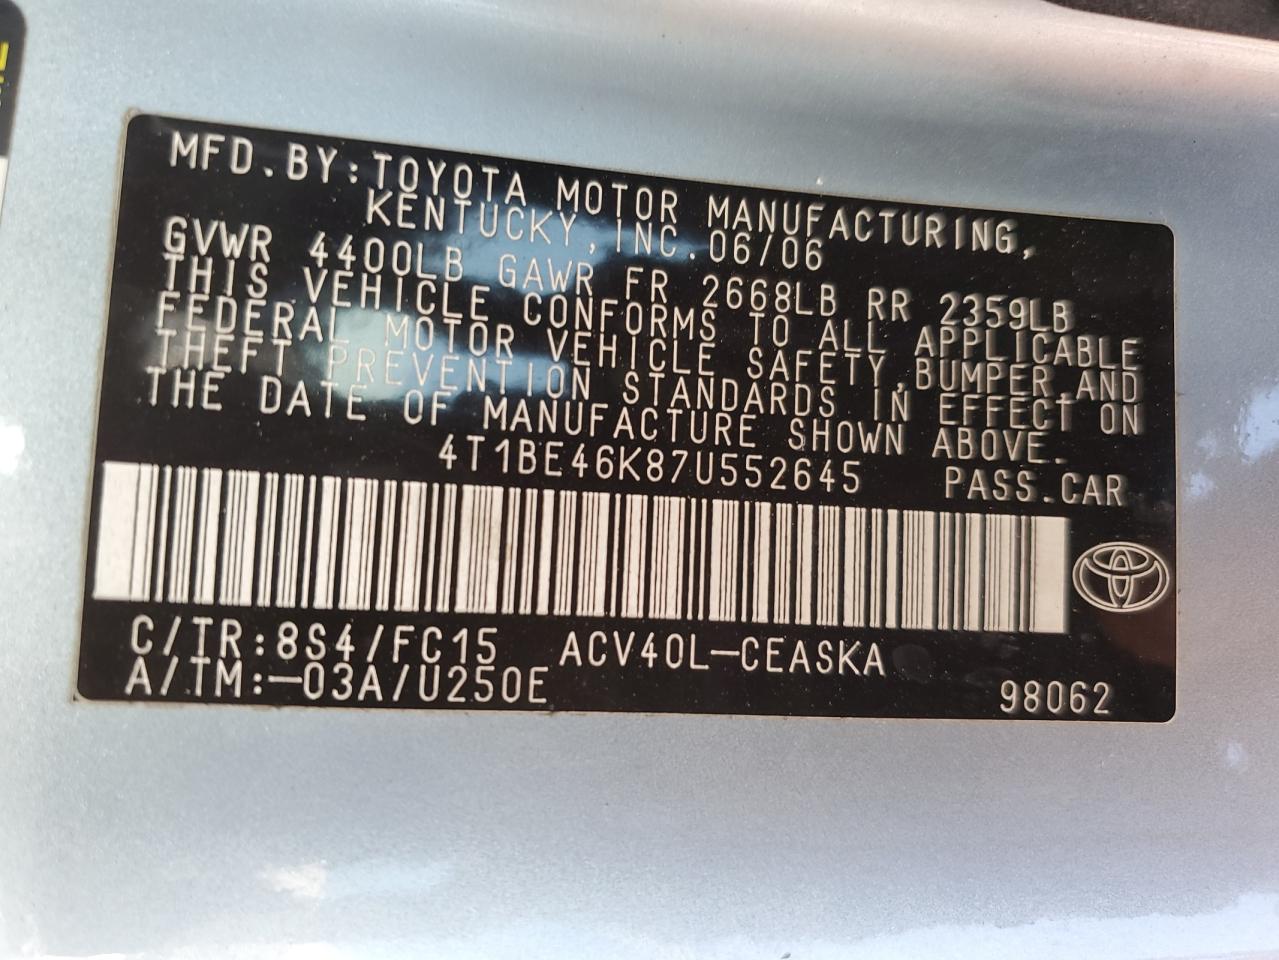 MFD.BY:TOYOTA MOTOR MANUFACTURING,
KENTUCKY,INC.06/06
GVWR 4400LB GAWR FR 2668LB RR 2359LB
THIS VEHICLE CONFORMS TO ALL APPLICABLE
FEDERAL MOTOR VEHICLE SAFETY,BUMPER AND
THEFT PREVENTION STANDARDS IN EFFECT ON
THE DATE OF MANUFACTURE SHOWN ABOVE.
4T1BE46K87U552645 PASS.CAR
C/TR:8S4/FC15 ACV40L-CEASKA
A/TM:-03A/U250E 98062